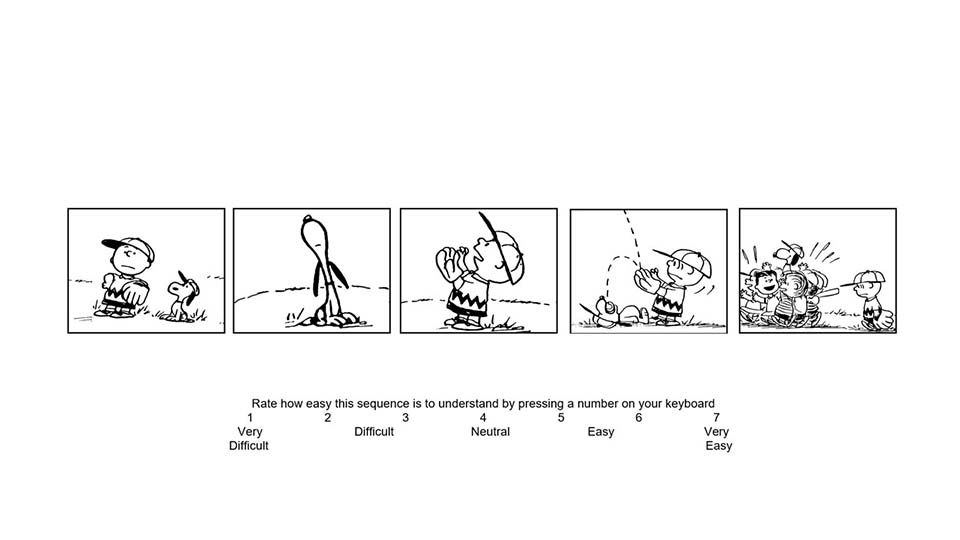 Rate how easy this sequence is to understand by pressing a number on your keyboard
1 2 3 4 5 6 7
Very Difficult Neutral Easy Very
Difficult Easy